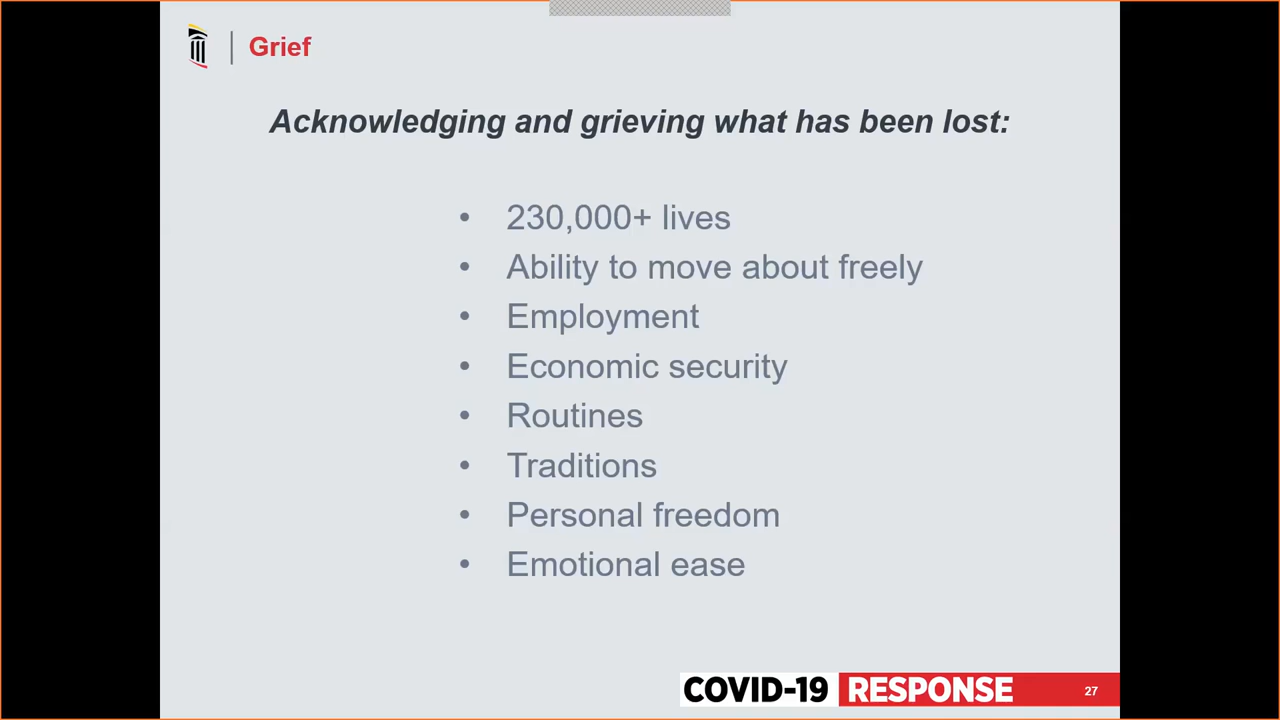 Grief
Acknowledging and grieving what has been lost:
• 230,000+ lives
• Ability to move about freely
• Employment
• Economic security
• Routines
• Traditions
• Personal freedom
• Emotional ease
COVID-19 RESPONSE 27